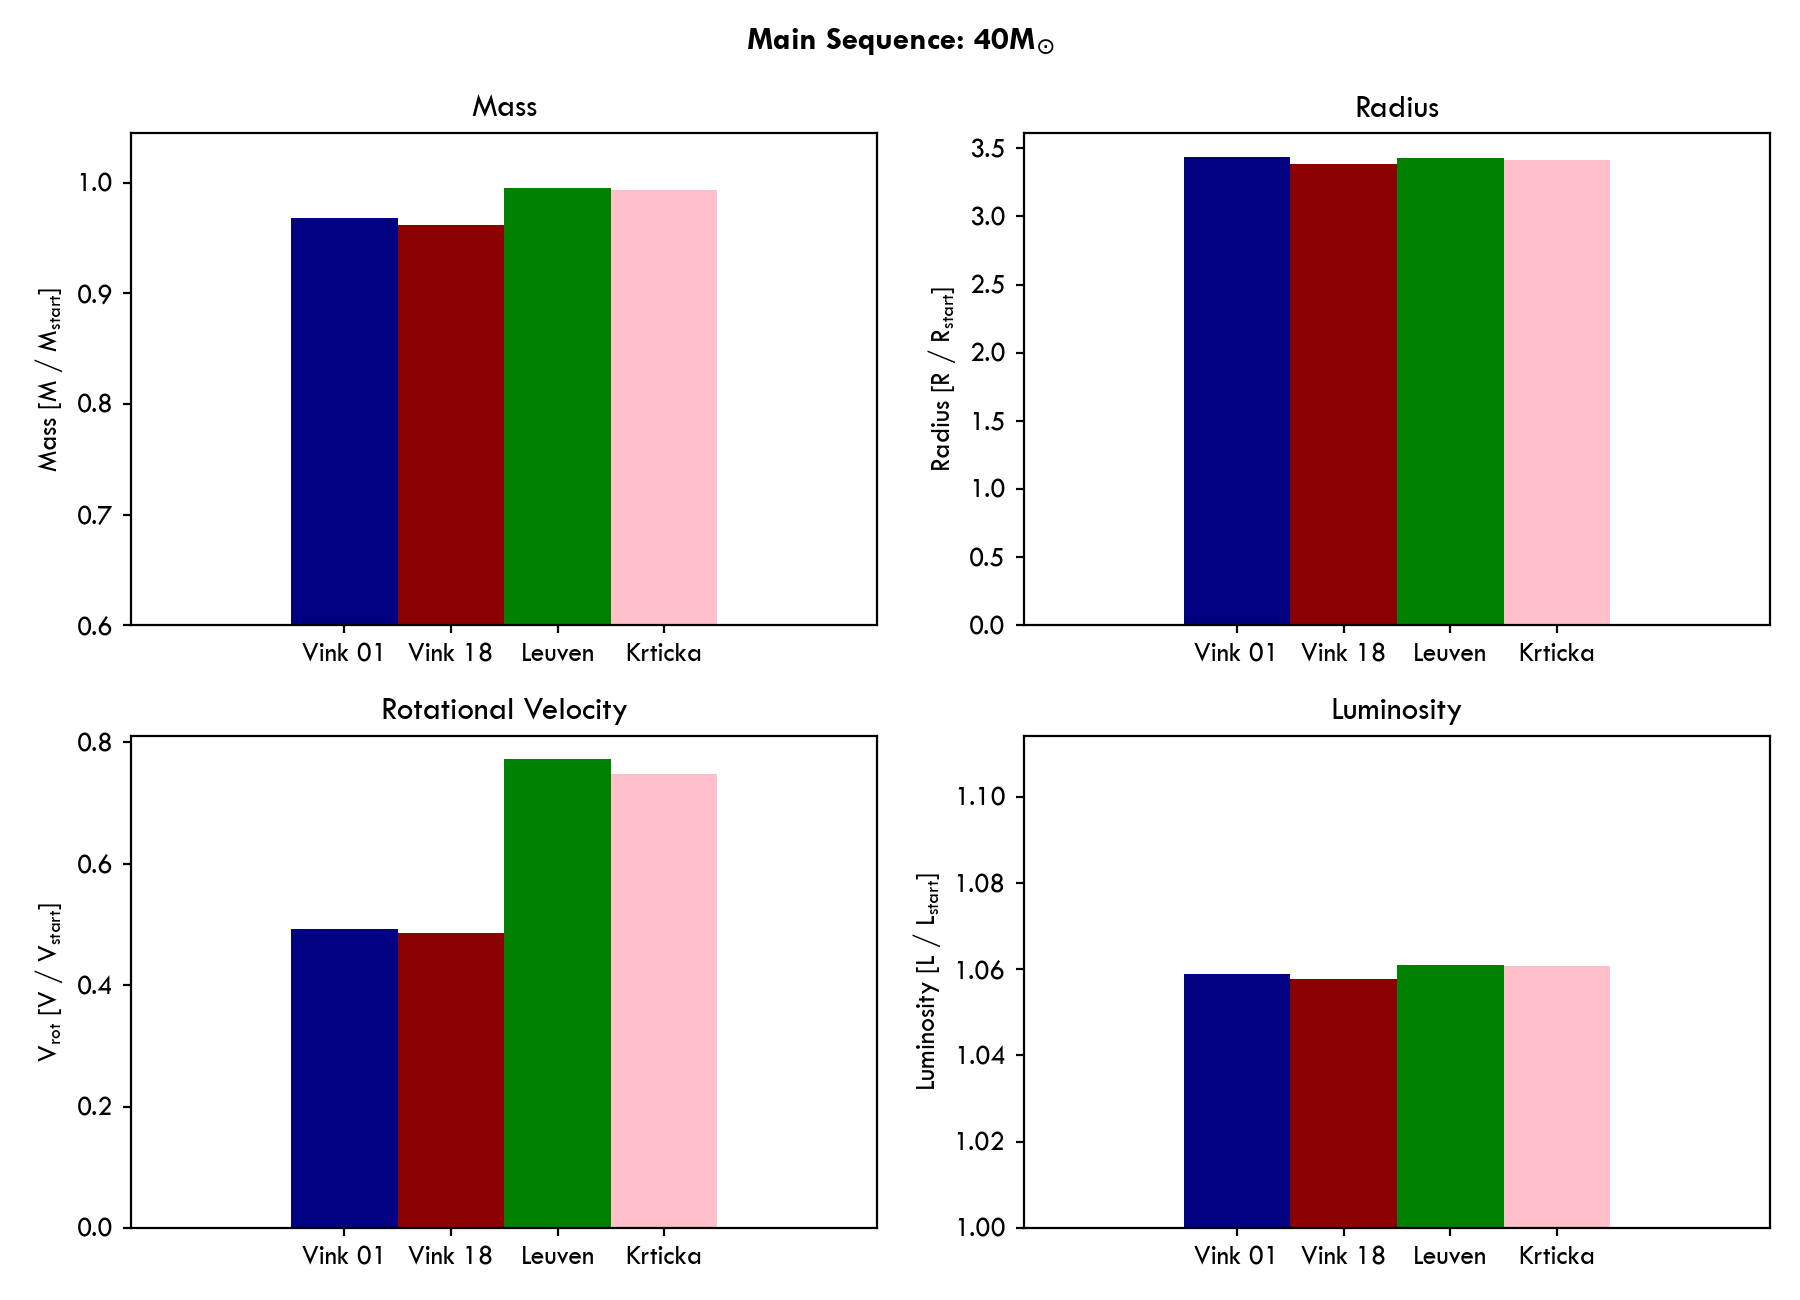 Main Sequence: 40M☉
Mass
Mass [M / Mstart]
1.0
0.9
0.8
0.7
0.6
Vink 01 Vink 18 Leuven Krticka
Radius
Radius [R / Rstart]
3.5
3.0
2.5
2.0
1.5
1.0
0.5
0.0
Vink 01 Vink 18 Leuven Krticka
Rotational Velocity
Vrot [V / Vstart]
0.8
0.6
0.4
0.2
0.0
Vink 01 Vink 18 Leuven Krticka
Luminosity
Luminosity [L / Lstart]
1.10
1.08
1.06
1.04
1.02
1.00
Vink 01 Vink 18 Leuven Krticka